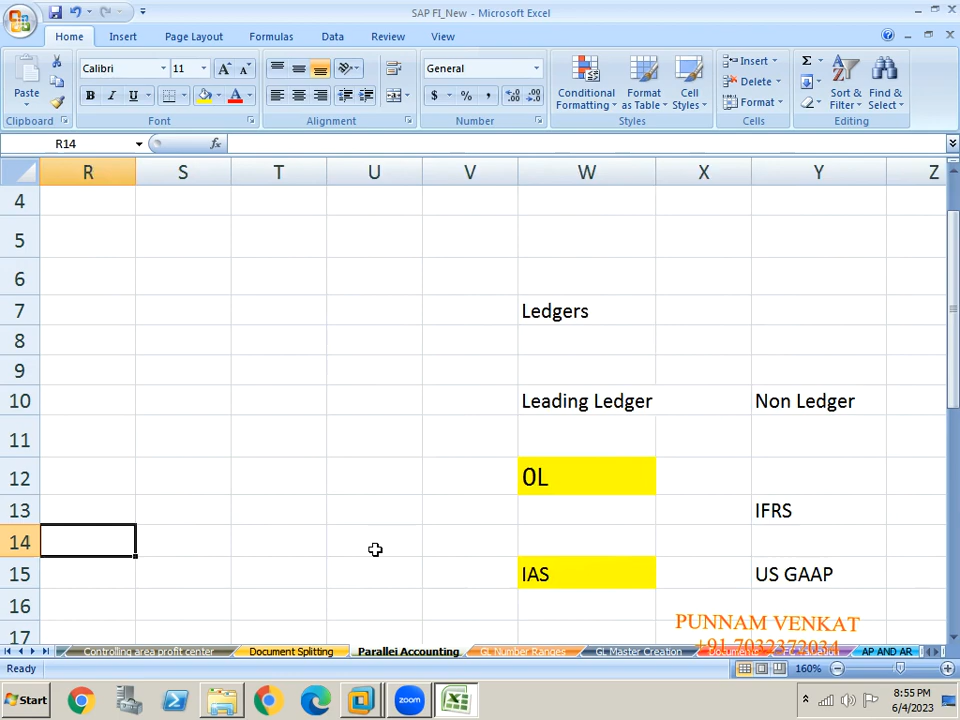 SAP FI_New - Microsoft Excel
Home Insert Page Layout Formulas Data Review View
Paste
Calibri 11 A A General
B I U A $ % ,
Conditional Formatting Format as Table Cell Styles
Insert
Delete
Format
Σ
Sort & Filter Find & Select
Clipboard Font Alignment Number Styles Cells Editing
R14 fx
R S T U V W X Y Z
4
5
6
7 Ledgers
8
9
10 Leading Ledger Non Ledger
11
12 0L
13 IFRS
14
15 IAS US GAAP
16
17
PUNNAM VENKAT
+91 7032372034
Controlling area profit center Document Splitting Parallel Accounting GL Number Ranges GL Master Creation AP AND AR
Ready 160%
Start zoom 8:55 PM
6/4/2023